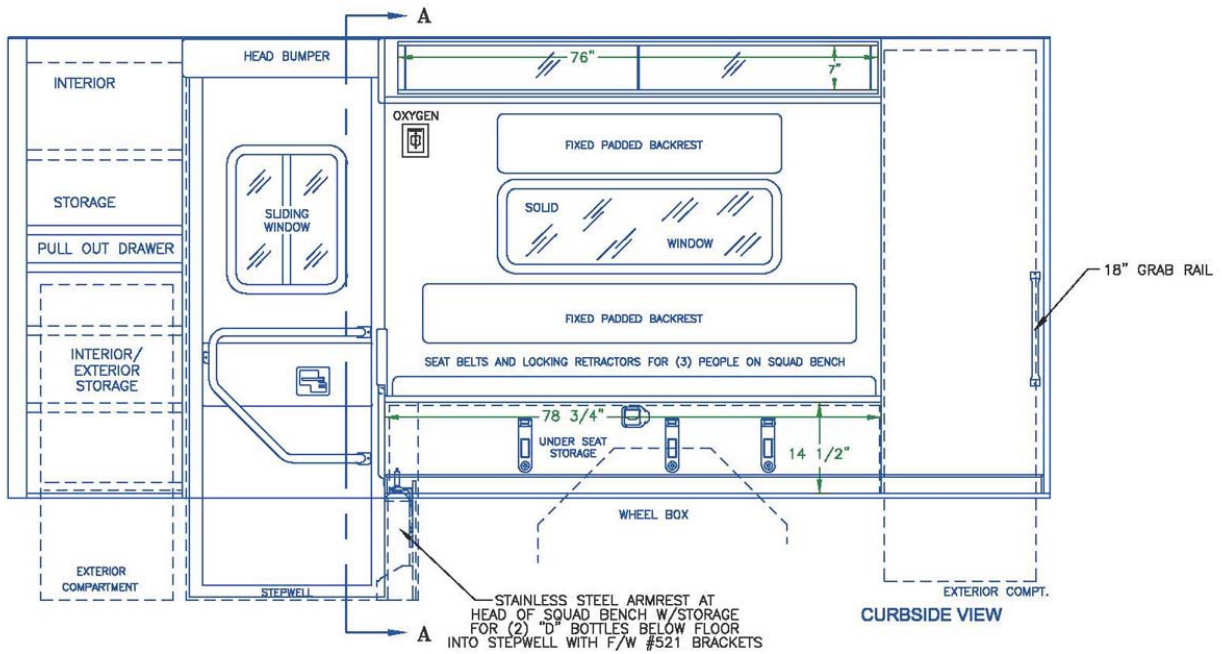 A
HEAD BUMPER
76"
7"
INTERIOR
OXYGEN
FIXED PADDED BACKREST
STORAGE
SLIDING
WINDOW
SOLID
WINDOW
PULL OUT DRAWER
18" GRAB RAIL
FIXED PADDED BACKREST
INTERIOR/
EXTERIOR
STORAGE
SEAT BELTS AND LOCKING RETRACTORS FOR (3) PEOPLE ON SQUAD BENCH
78 3/4"
UNDER SEAT
STORAGE
14 1/2"
WHEEL BOX
EXTERIOR
COMPARTMENT
STEPWELL
EXTERIOR COMPT.
STAINLESS STEEL ARMREST AT
HEAD OF SQUAD BENCH W/STORAGE
FOR (2) "D" BOTTLES BELOW FLOOR
INTO STEPWELL WITH F/W #521 BRACKETS
CURBSIDE VIEW
A